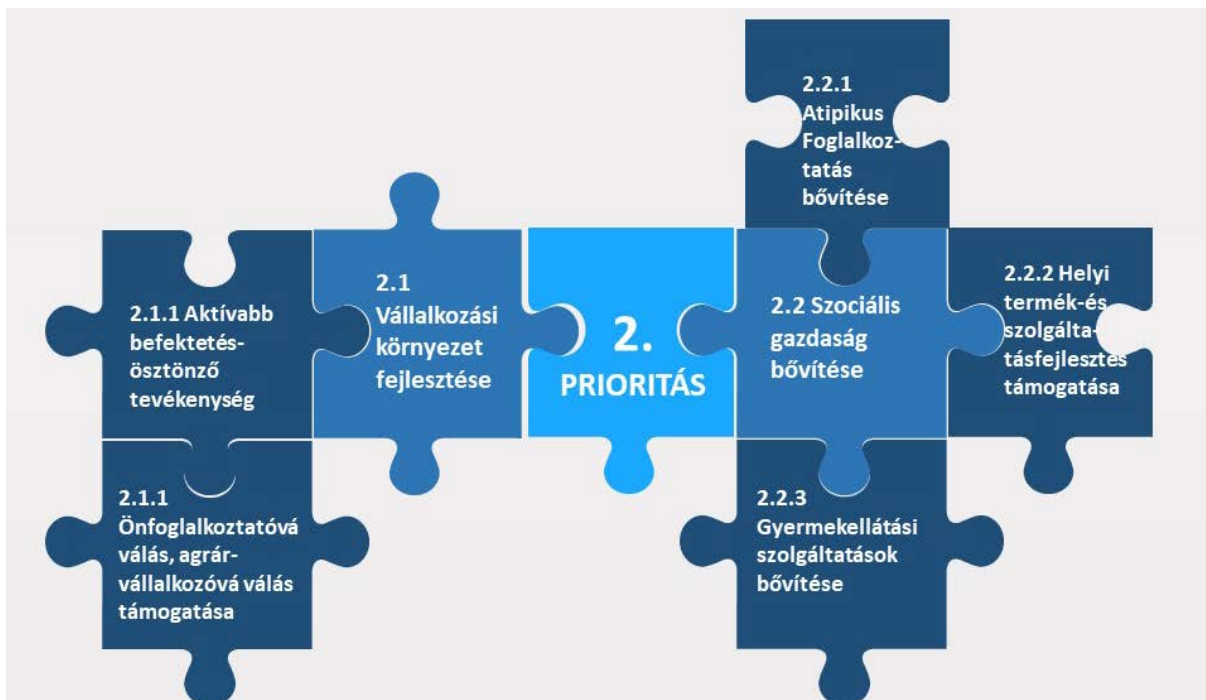 2.2.1
Atipikus
Foglalkoz-
tatás
bővítése
2.1.1 Aktívabb
befektetés-
ösztönző
tevékenység
2.1
Vállalkozási
környezet
fejlesztése
2.
PRIORITÁS
2.2 Szociális
gazdaság
bővítése
2.2.2 Helyi
termék-és
szolgálta-
tásfejlesztés
támogatása
2.1.1
Önfoglalkoztatóvá
válás, agrár-
vállalkozóvá válás
támogatása
2.2.3
Gyermekellátási
szolgáltatások
bővítése